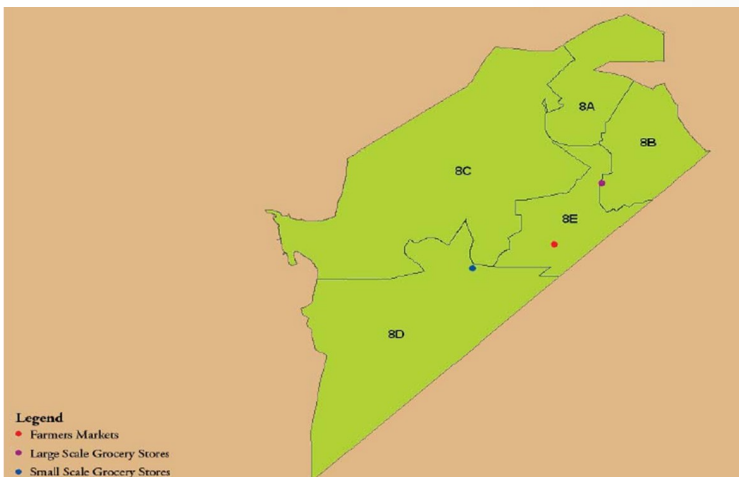 8A
8B
8C
8E
8D
Legend
Farmers Markets
Large Scale Grocery Stores
Small Scale Grocery Stores